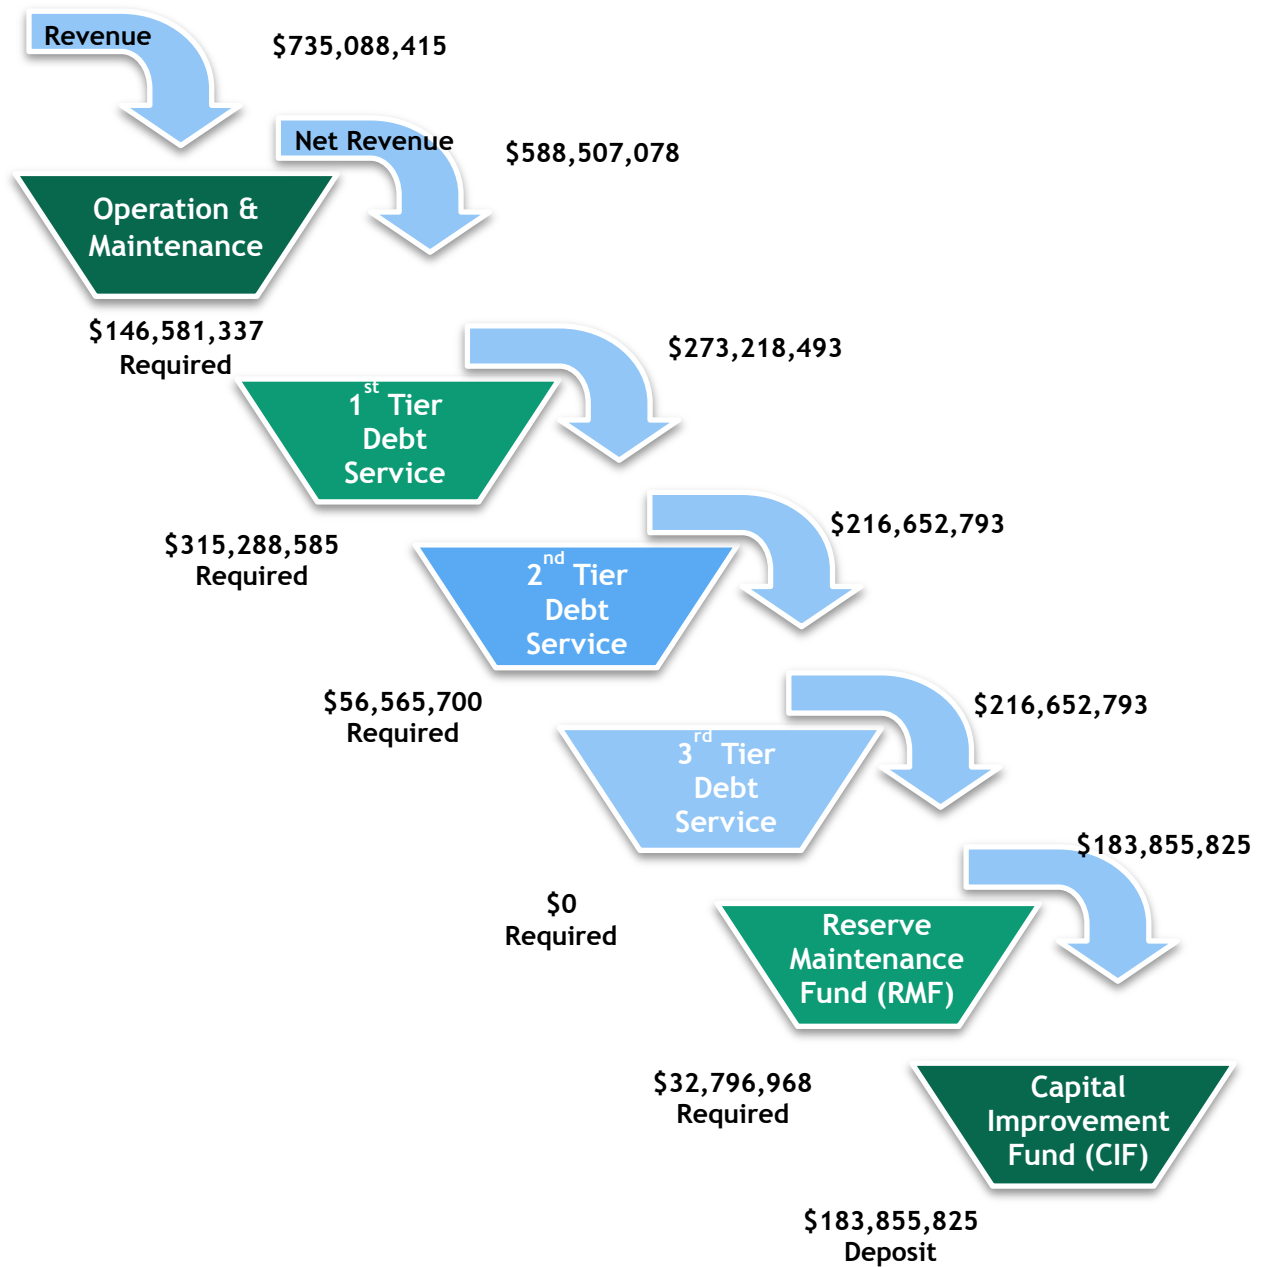 Revenue
$735,088,415
Net Revenue
$588,507,078
Operation &
Maintenance
$146,581,337
Required
$273,218,493
1st Tier
Debt
Service
$315,288,585
Required
$216,652,793
2nd Tier
Debt
Service
$56,565,700
Required
$216,652,793
3rd Tier
Debt
Service
$0
Required
$183,855,825
Reserve
Maintenance
Fund (RMF)
$32,796,968
Required
Capital
Improvement
Fund (CIF)
$183,855,825
Deposit